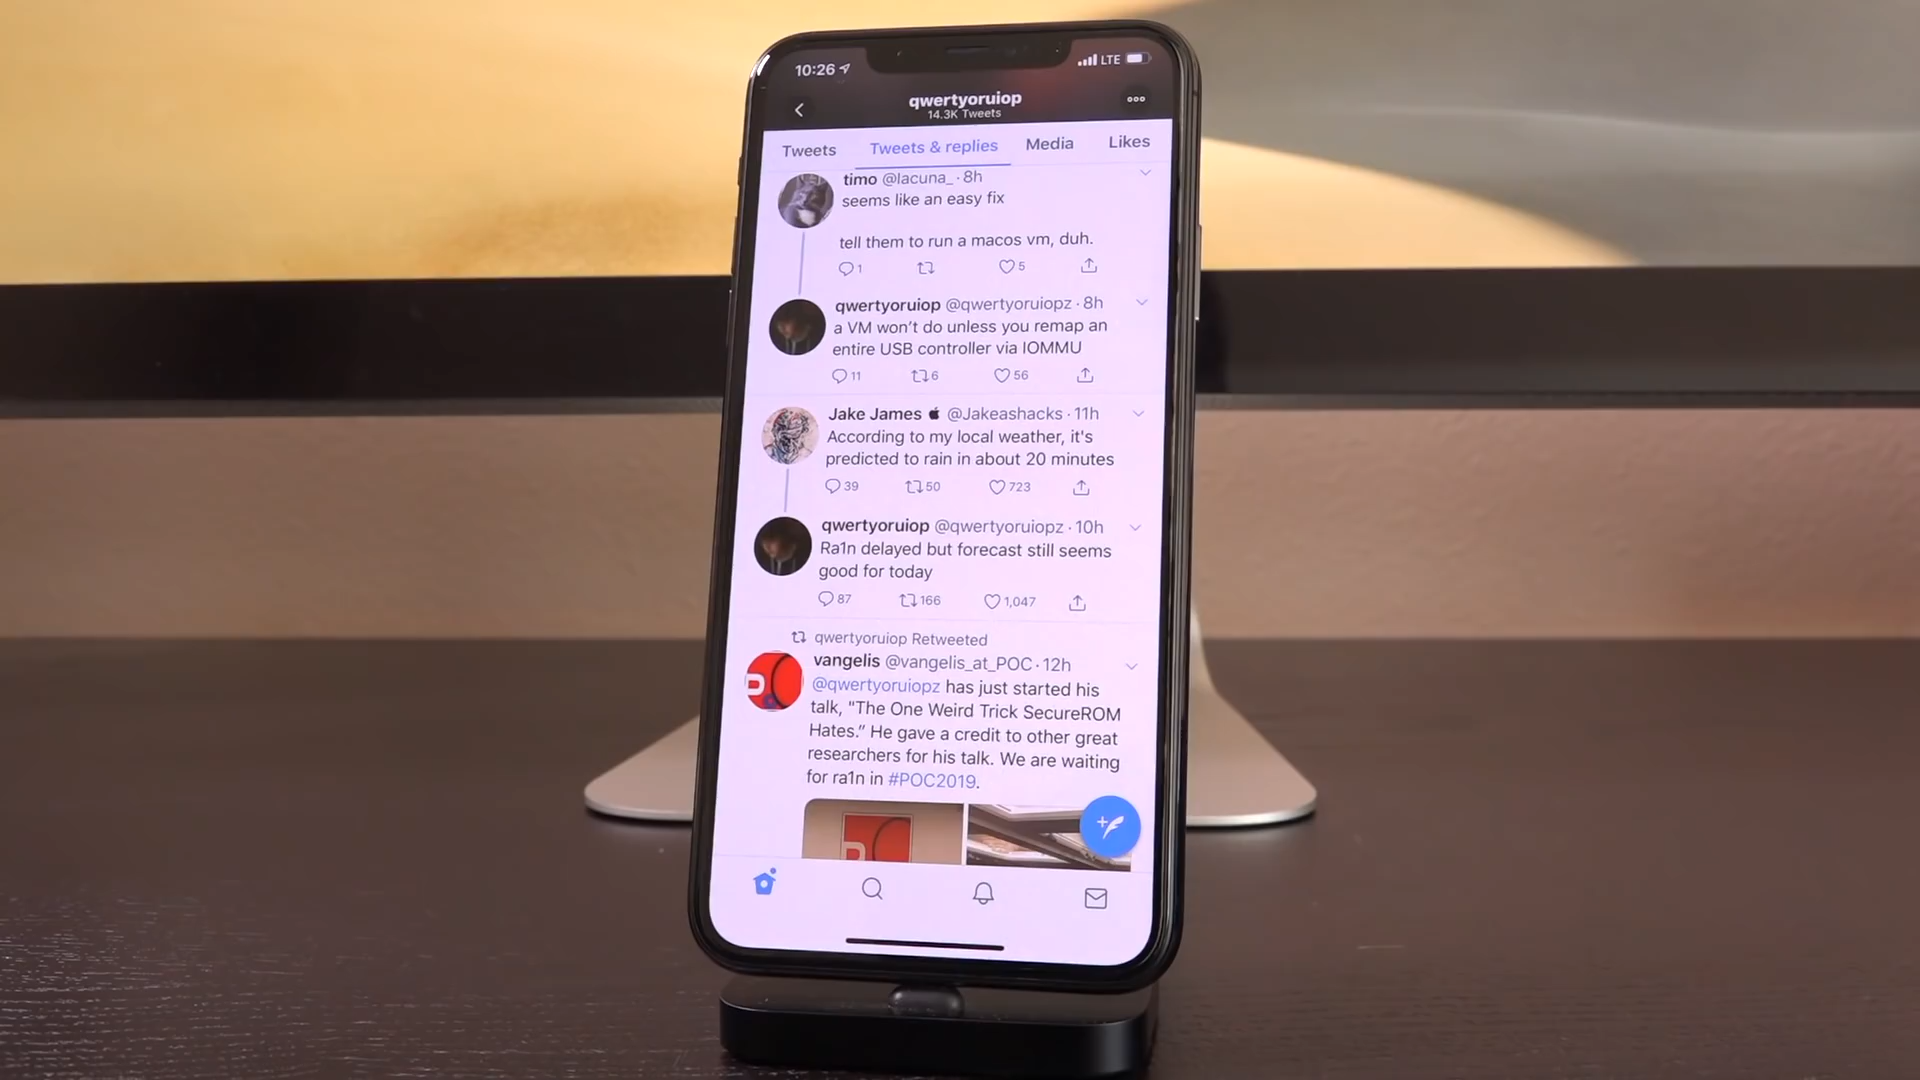 10:26
LTE
qwertyoruiop
14.3K Tweets
Tweets Tweets & replies Media Likes
timo @lacuna_ · 8h
seems like an easy fix
tell them to run a macos vm, duh.
1 5
qwertyoruiop @qwertyoruiopz · 8h
a VM won't do unless you remap an
entire USB controller via IOMMU
11 6 56
Jake James @Jakeashacks · 11h
According to my local weather, it's
predicted to rain in about 20 minutes
39 50 723
qwertyoruiop @qwertyoruiopz · 10h
Ra1n delayed but forecast still seems
good for today
87 166 1,047
qwertyoruiop Retweeted
vangelis @vangelis_at_POC · 12h
@qwertyoruiopz has just started his
talk, "The One Weird Trick SecureROM
Hates." He gave a credit to other great
researchers for his talk. We are waiting
for ra1n in #POC2019.